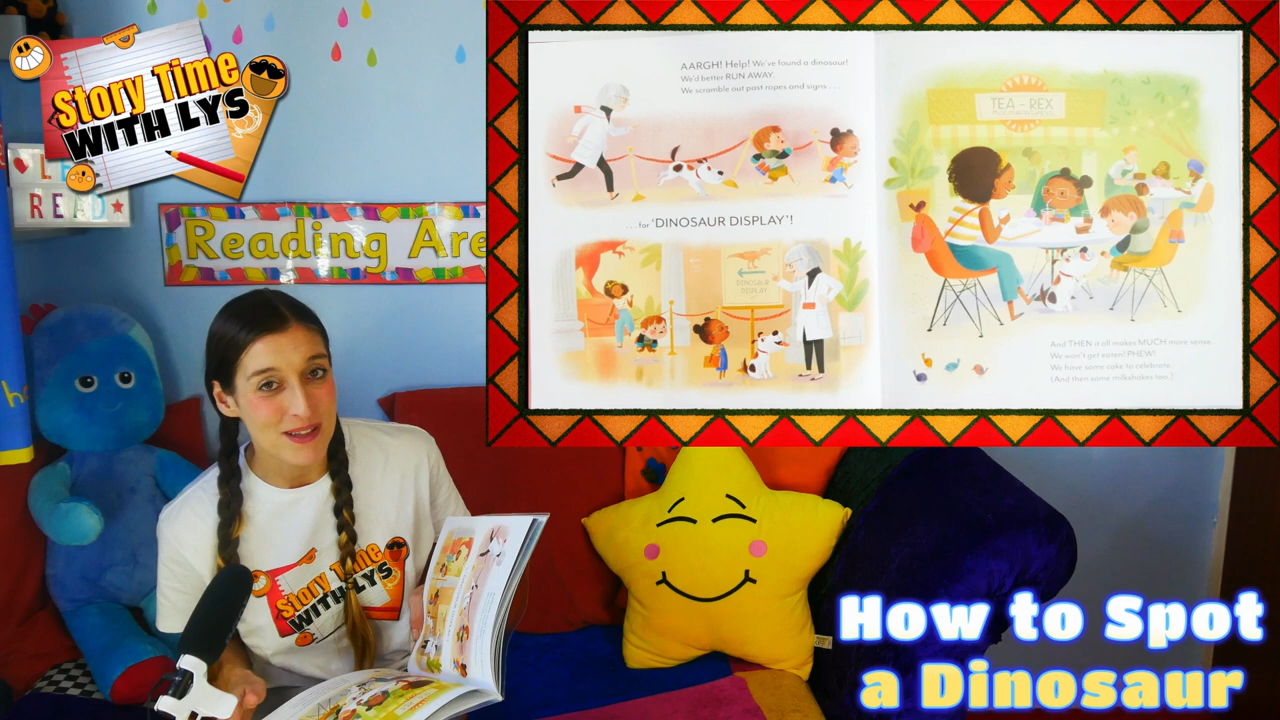 Story Time
WITH LYS
LE
READ
Reading Are
AARGH! Help! We've found a dinosaur!
We'd better RUN AWAY.
We scramble out past ropes and signs . . .
. . . for 'DINOSAUR DISPLAY'!
DINOSAUR
DISPLAY
TEA - REX
And THEN it all makes MUCH more sense.
We won't get eaten! PHEW!
We have some cake to celebrate.
(And then some milkshakes too.)
Story Time
WITH LYS
How to Spot
a Dinosaur